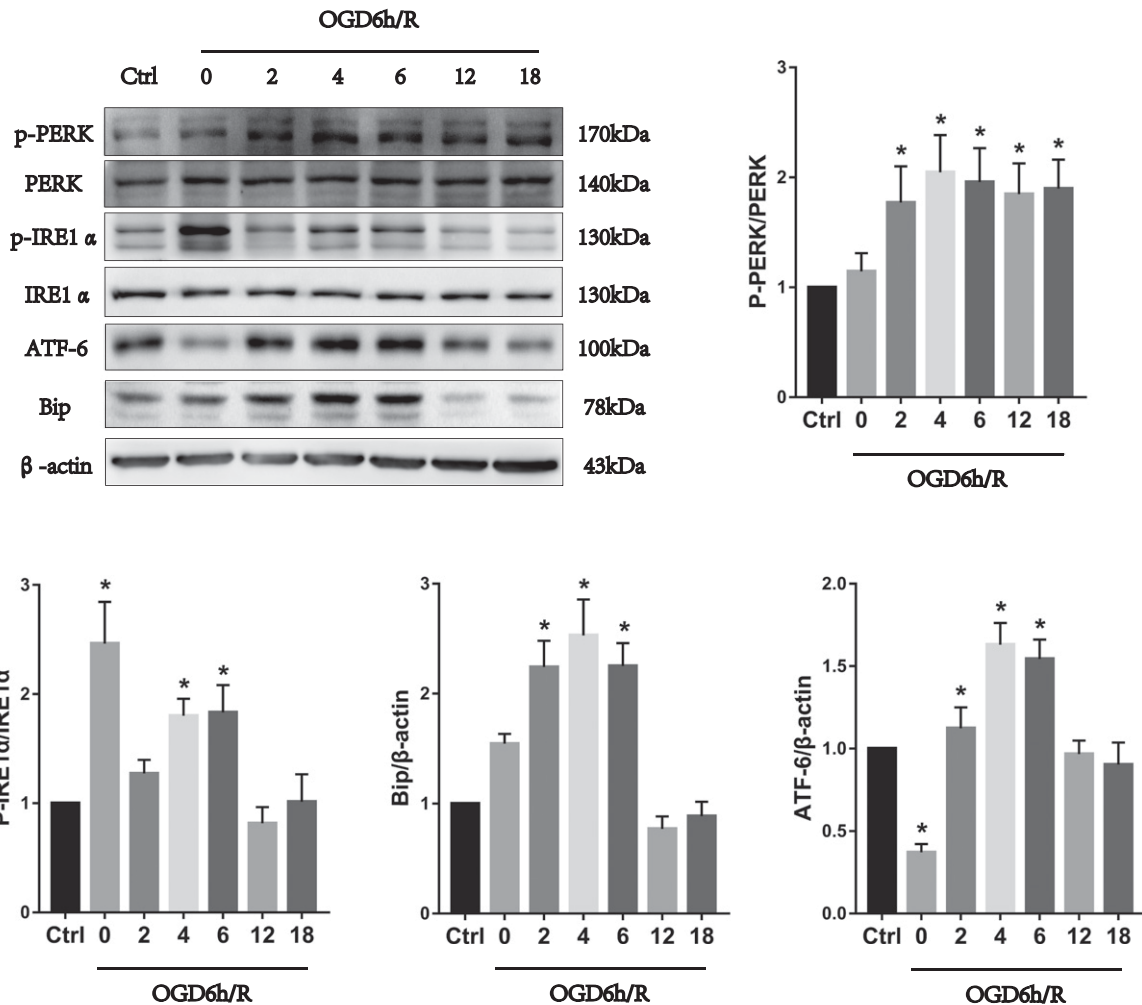 OGD6h/R
Ctrl 0 2 4 6 12 18
p-PERK 170kDa
PERK 140kDa
p-IRE1 α 130kDa
IRE1 α 130kDa
ATF-6 100kDa
Bip 78kDa
β -actin 43kDa
P-PERK/PERK
3
2
1
0
* * * * *
Ctrl 0 2 4 6 12 18
OGD6h/R
P-IRE1α/IRE1α
3
2
1
0
* * *
Ctrl 0 2 4 6 12 18
OGD6h/R
Bip/β-actin
3
2
1
0
* * *
Ctrl 0 2 4 6 12 18
OGD6h/R
ATF-6/β-actin
2.0
1.5
1.0
0.5
0.0
* * * *
Ctrl 0 2 4 6 12 18
OGD6h/R